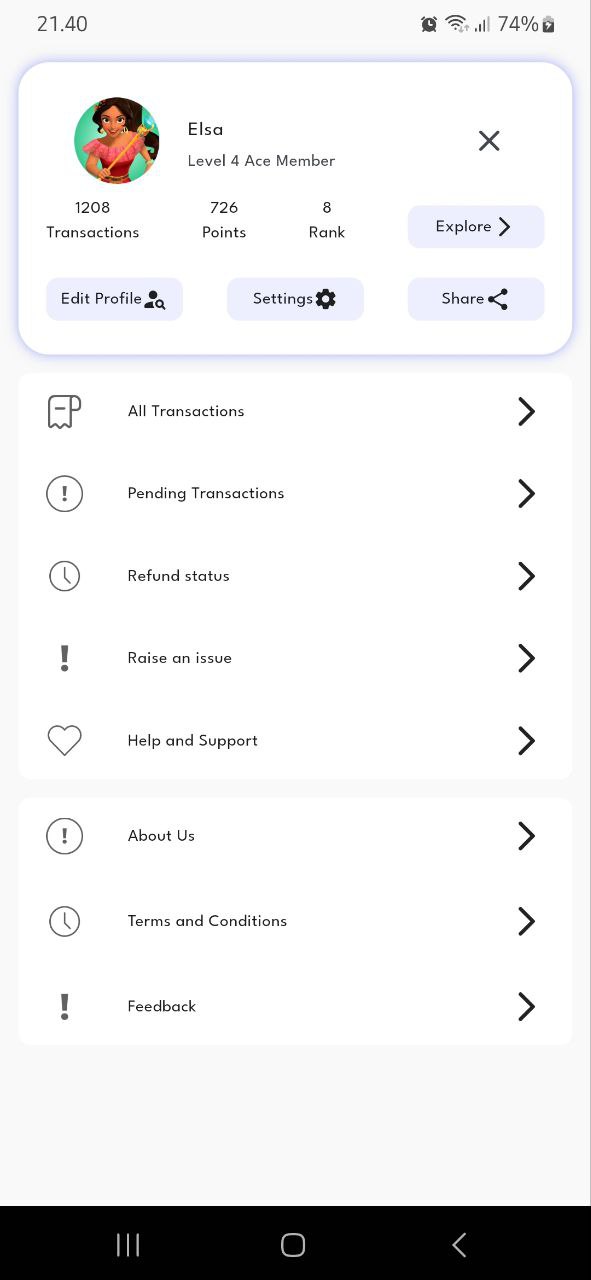 21.40 74%
Elsa
Level 4 Ace Member
1208 726 8
Transactions Points Rank
Explore
Edit Profile Settings Share
All Transactions
Pending Transactions
Refund status
Raise an issue
Help and Support
About Us
Terms and Conditions
Feedback